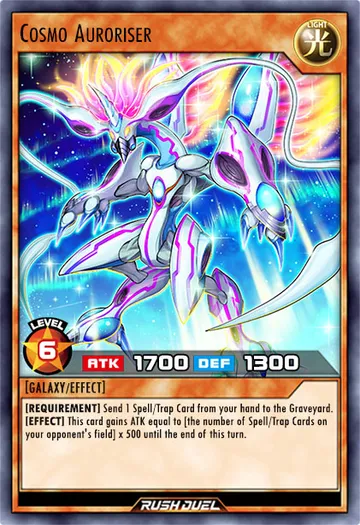 Cosmo Auroriser
LIGHT
光
LEVEL
6
ATK 1700 DEF 1300
[GALAXY/EFFECT]
[REQUIREMENT] Send 1 Spell/Trap Card from your hand to the Graveyard.
[EFFECT] This card gains ATK equal to [the number of Spell/Trap Cards on
your opponent's field] x 500 until the end of this turn.
RUSH DUEL